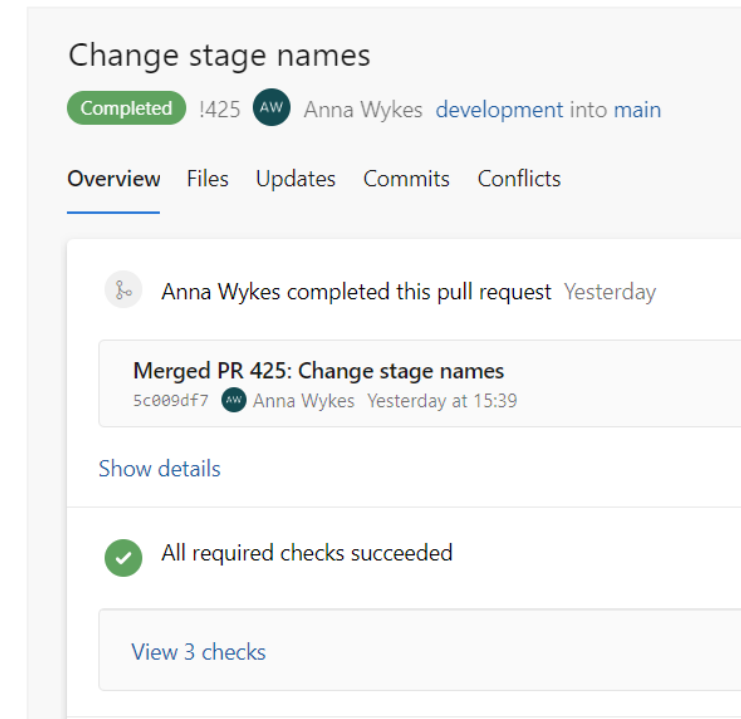 Change stage names
Completed !425 AW Anna Wykes development into main
Overview Files Updates Commits Conflicts
Anna Wykes completed this pull request Yesterday
Merged PR 425: Change stage names
5c009df7 AW Anna Wykes Yesterday at 15:39
Show details
All required checks succeeded
View 3 checks